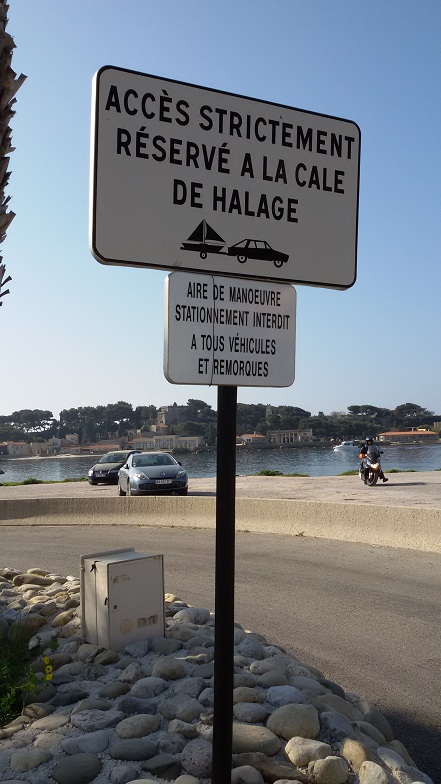 ACCÈS STRICTEMENT
RÉSERVÉ A LA CALE
DE HALAGE
AIRE DE MANOEUVRE
STATIONNEMENT INTERDIT
A TOUS VÉHICULES
ET REMORQUES